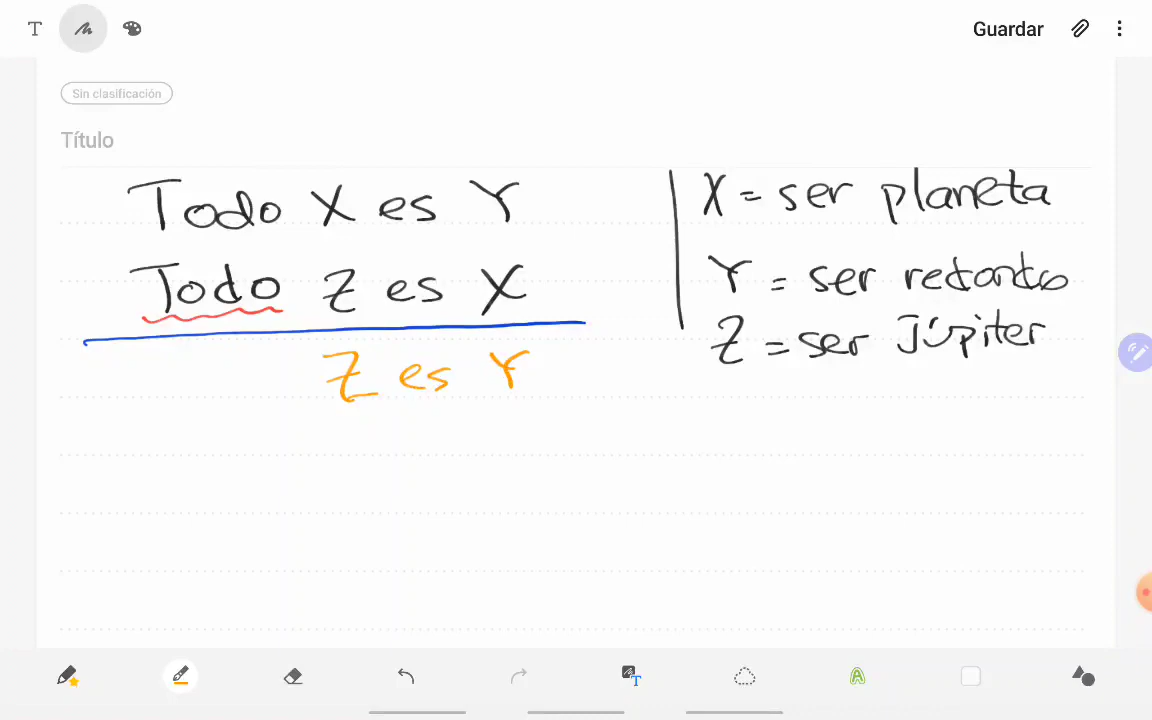 Guardar
Sin clasificación
Título
Todo X es Y
Todo Z es X
Z es Y
X = ser planeta
Y = ser redondo
Z = ser Júpiter
T
A